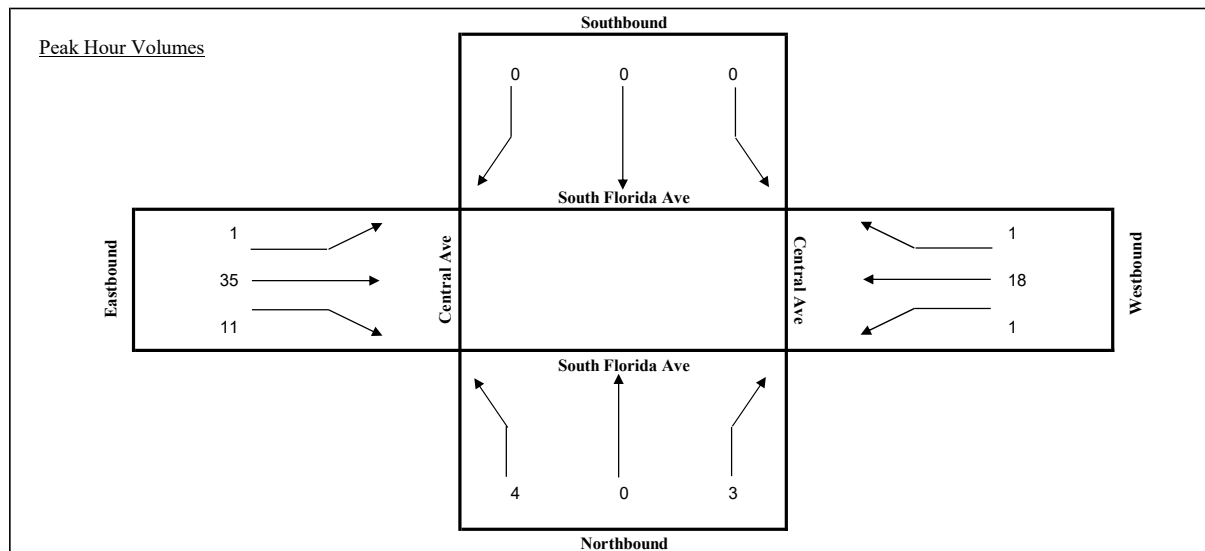 Southbound
Peak Hour Volumes
0 0 0
South Florida Ave
Eastbound
1
35
11
Central Ave
Central Ave
1
18
1
Westbound
South Florida Ave
4 0 3
Northbound